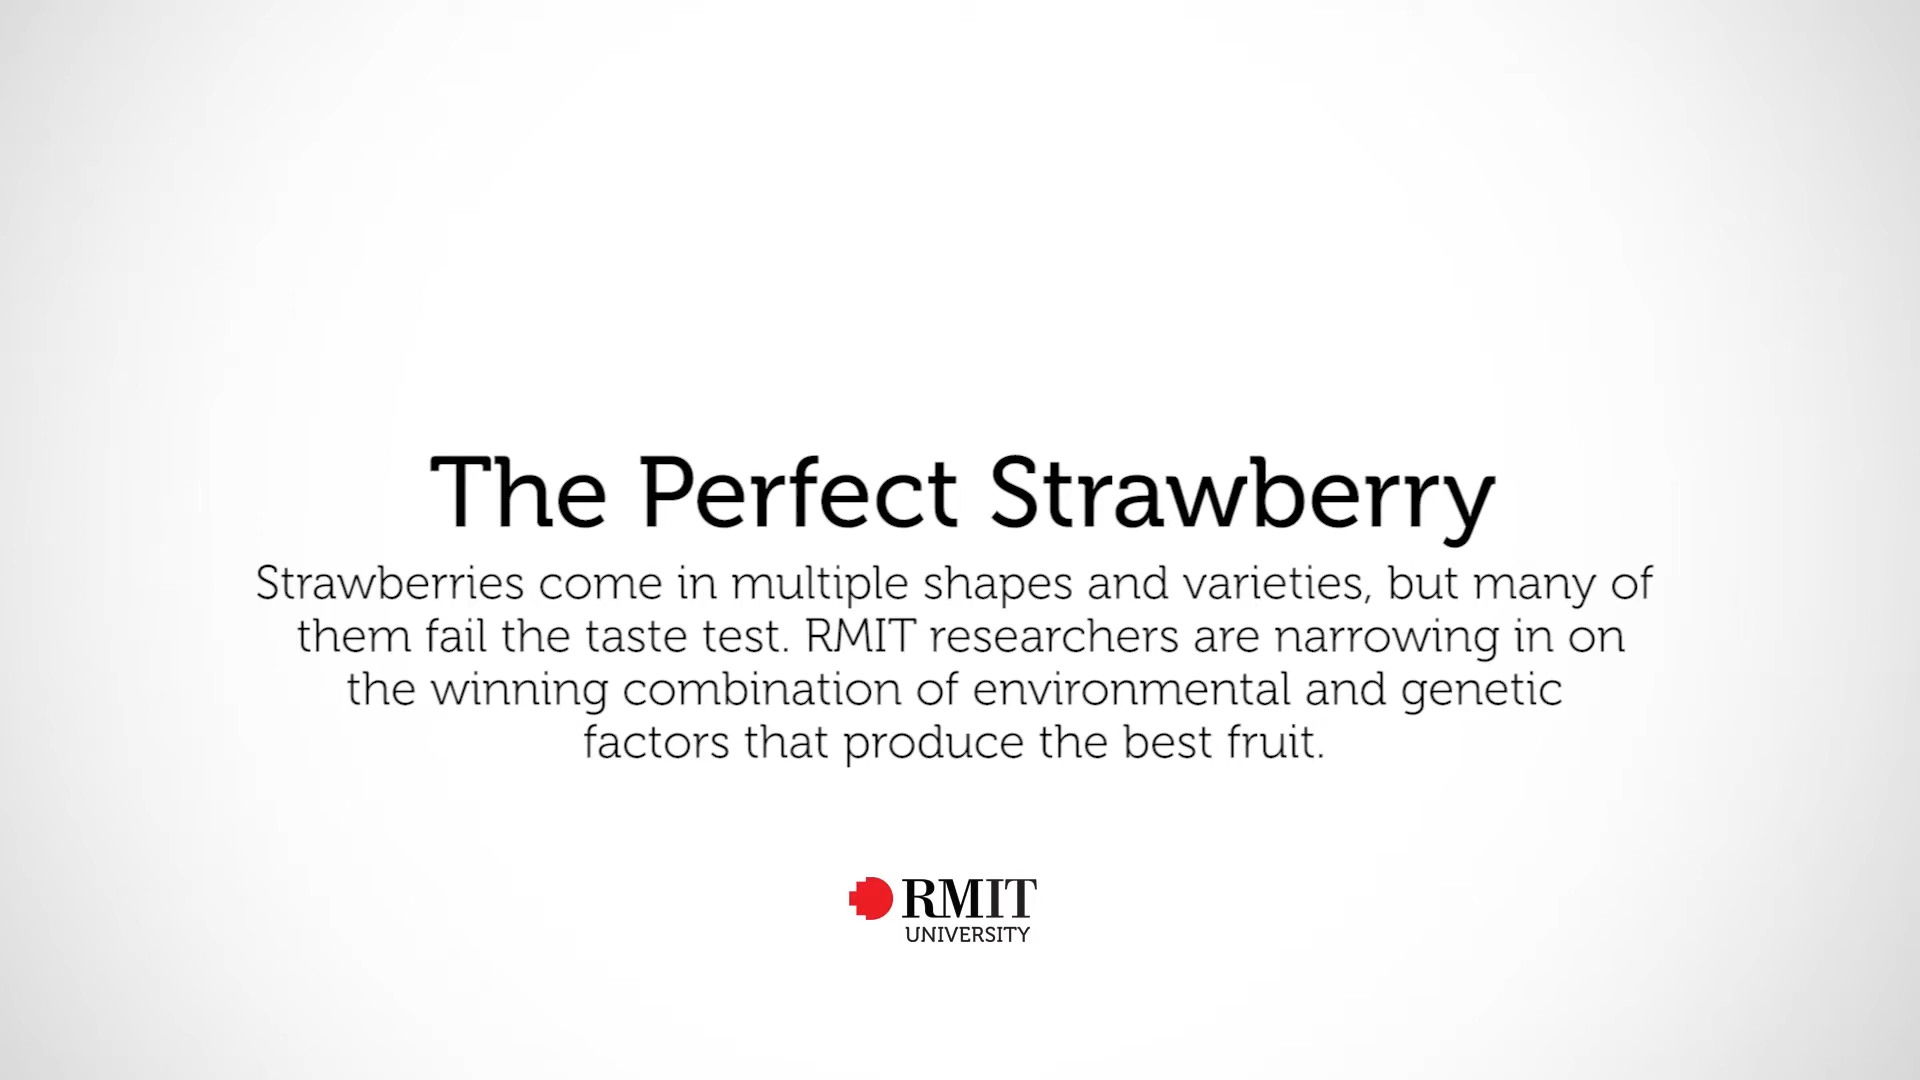 The Perfect Strawberry
Strawberries come in multiple shapes and varieties, but many of
them fail the taste test. RMIT researchers are narrowing in on
the winning combination of environmental and genetic
factors that produce the best fruit.
RMIT
UNIVERSITY